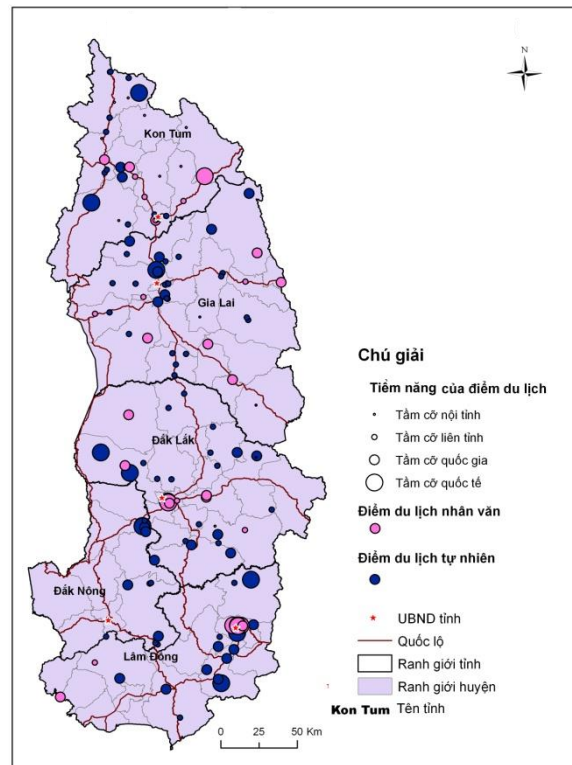 N
Kon Tum
Gia Lai
Đắk Lắk
Đắk Nông
Lâm Đồng
Chú giải
Tiềm năng của điểm du lịch
Tầm cỡ nội tỉnh
Tầm cỡ liên tỉnh
Tầm cỡ quốc gia
Tầm cỡ quốc tế
Điểm du lịch nhân văn
Điểm du lịch tự nhiên
UBND tỉnh
Quốc lộ
Ranh giới tỉnh
Ranh giới huyện
Kon Tum Tên tỉnh
0 25 50 Km